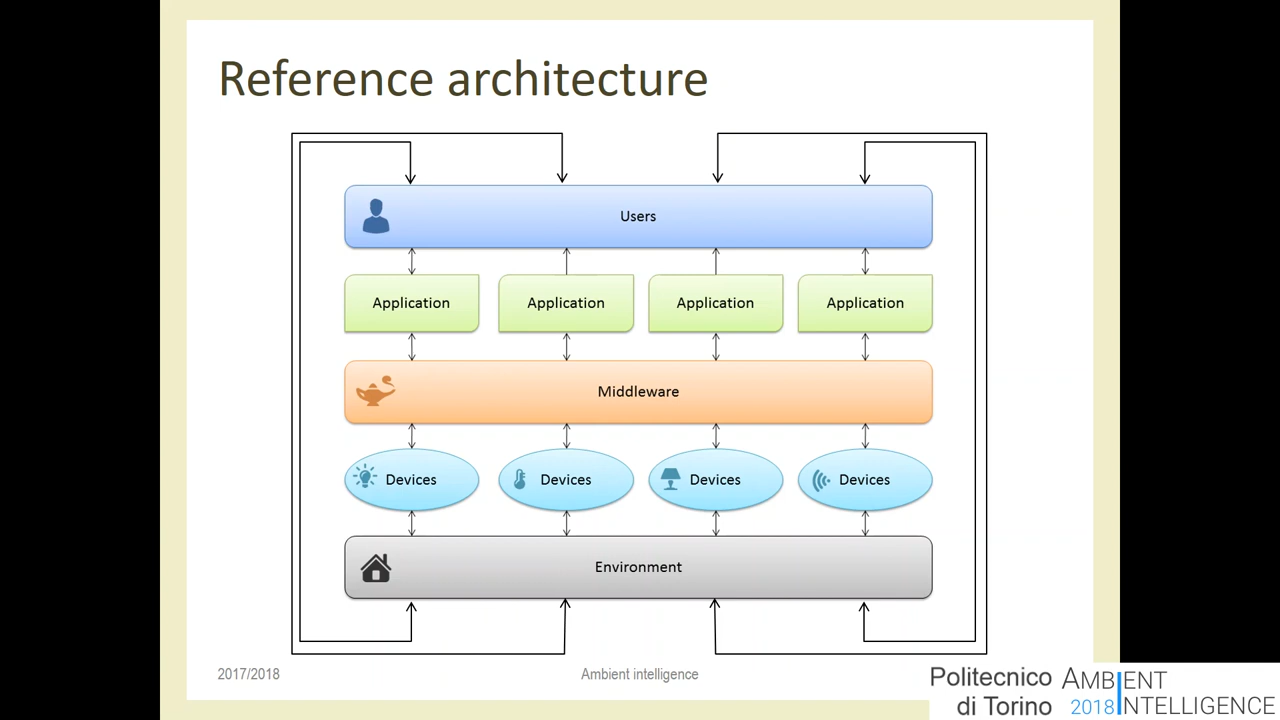 Reference architecture
Users
Application Application Application Application
Middleware
Devices Devices Devices Devices
Environment
2017/2018 Ambient intelligence
Politecnico
di Torino
AMBIENT
2018 INTELLIGENCE